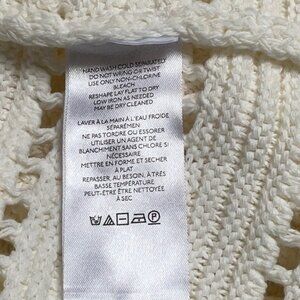 HAND WASH COLD SEPARATELY
DO NOT WRING OR TWIST
USE ONLY NON-CHLORINE
BLEACH
RESHAPE LAY FLAT TO DRY
LOW IRON AS NEEDED
MAY BE DRY CLEANED
LAVER À LA MAIN À L'EAU FROIDE
SÉPARÉMEN
NE PAS TORDRE OU ESSORER
UTILISER UN AGENT DE
BLANCHIMENT SANS CHLORE SI
NÉCESSAIRE
METTRE EN FORME ET SÉCHER
À PLAT
REPASSER, AU BESOIN, À TRÈS
BASSE TEMPÉRATURE
PEUT-ÊTRE ÊTRE NETTOYÉ
À SEC
P